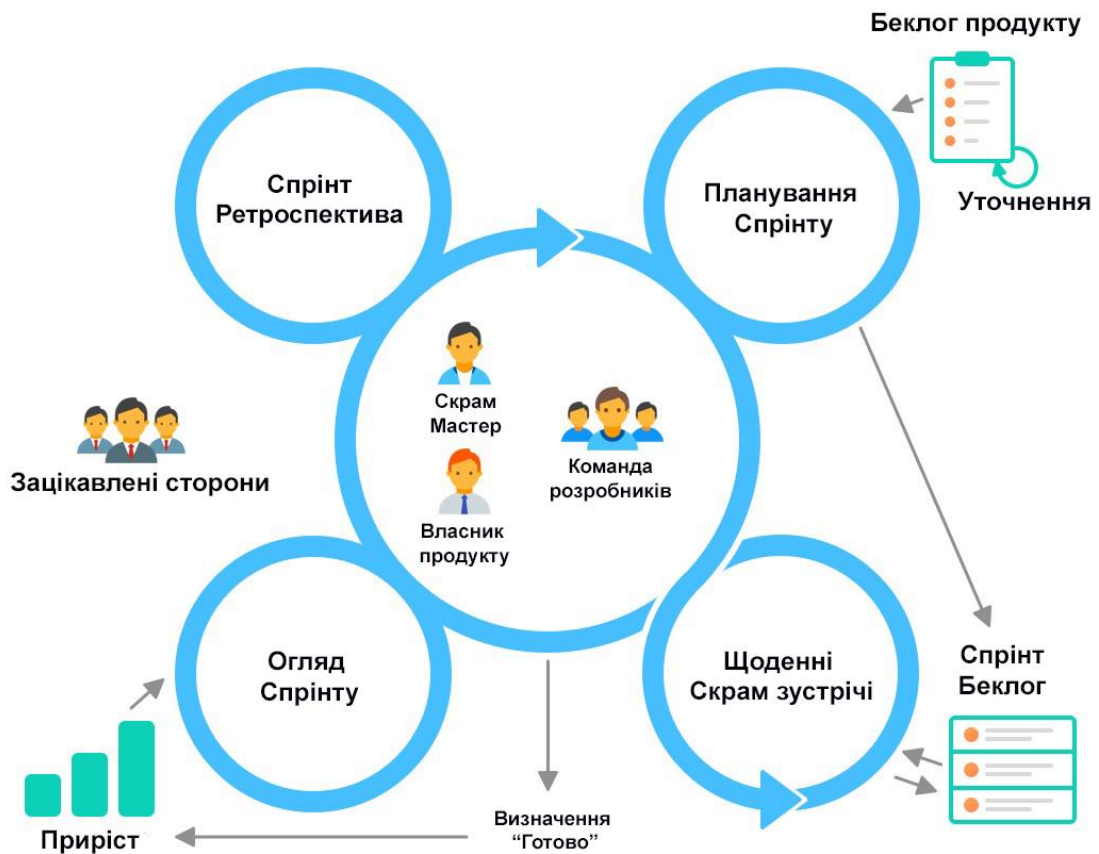 Беклог продукту
Спрінт
Ретроспектива
Планування
Спрінту
Уточнення
Скрам
Мастер
Зацікавлені сторони
Команда
розробників
Власник
продукту
Огляд
Спрінту
Щоденні
Скрам зустрічі
Спрінт
Беклог
Приріст
Визначення
“Готово”